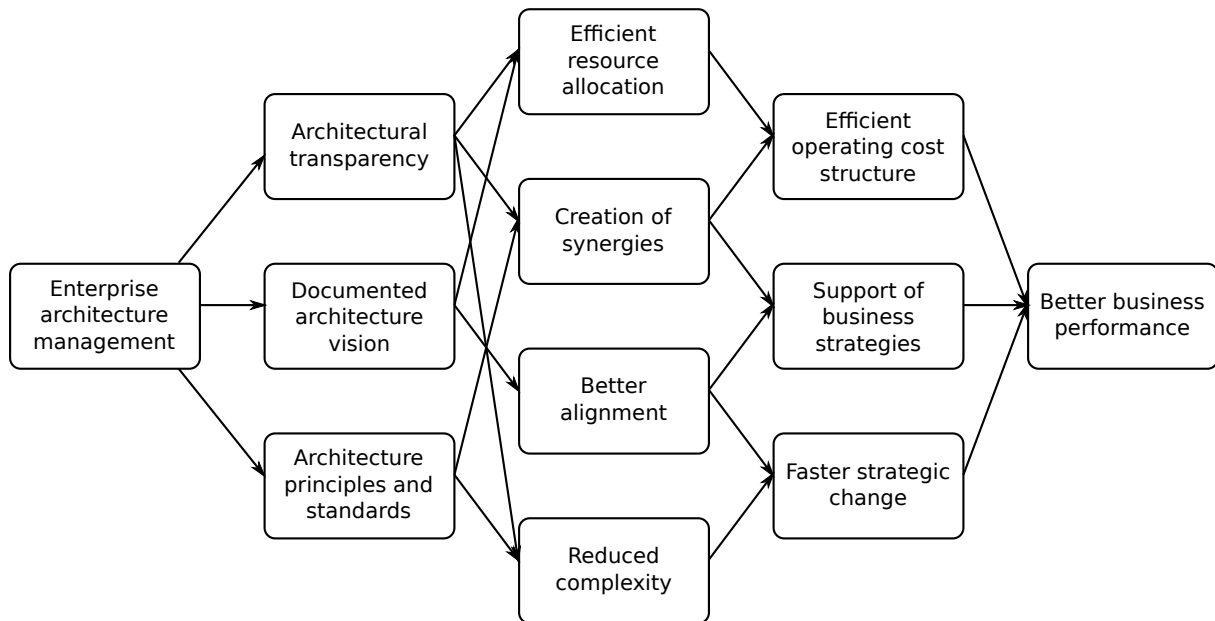 Enterprise
architecture
management
Architectural
transparency
Documented
architecture
vision
Architecture
principles and
standards
Efficient
resource
allocation
Creation of
synergies
Better
alignment
Reduced
complexity
Efficient
operating cost
structure
Support of
business
strategies
Faster strategic
change
Better business
performance